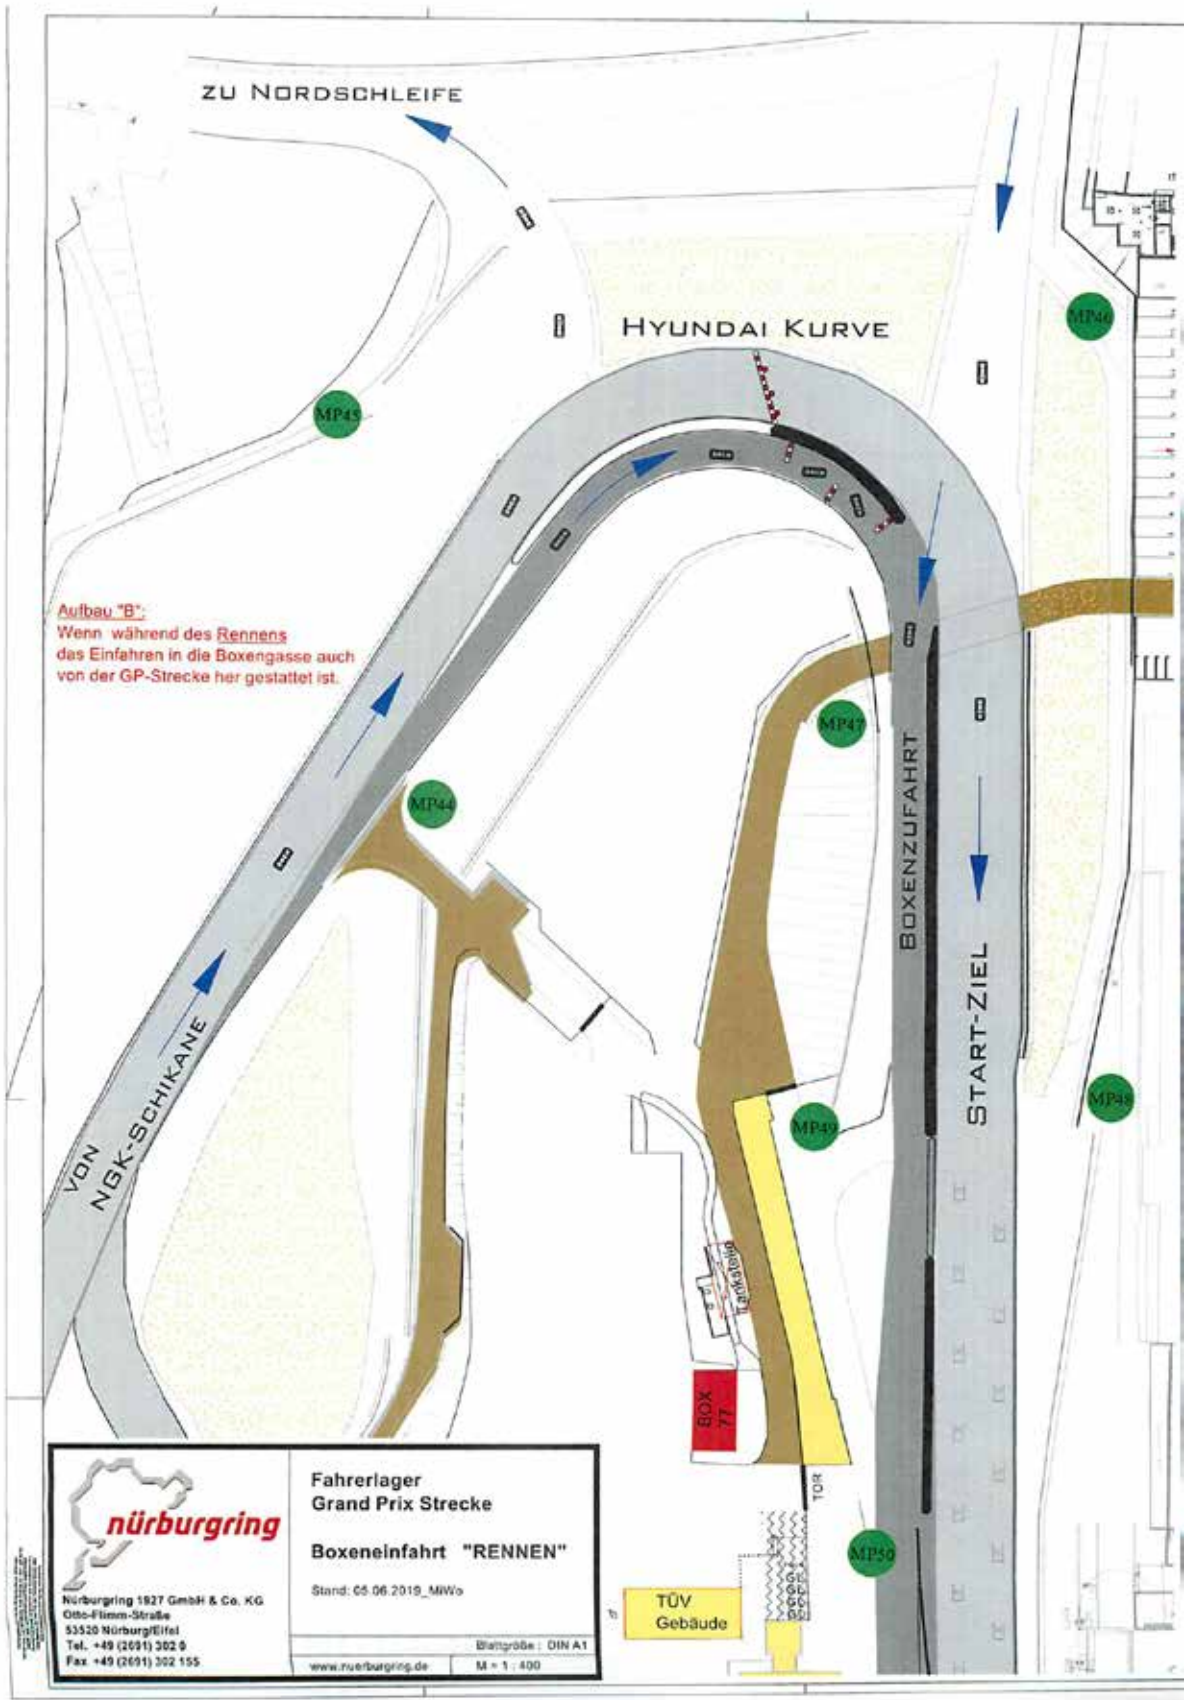 ZU NORDSCHLEIFE
HYUNDAI KURVE
MP46
MP45
Aufbau "B":
Wenn während des Rennens
das Einfahren in die Boxengasse auch
von der GP-Strecke her gestattet ist.
MP47
MP44
BOXENZUFAHRT
START-ZIEL
VON
NGK-SCHIKANE
MP48
MP49
Tankstelle
BOX
77
TOR
MP50
TÜV
Gebäude
nürburgring
Nürburgring 1927 GmbH & Co. KG
Otto-Flimm-Straße
53520 Nürburg/Eifel
Tel. +49 (2691) 302 0
Fax +49 (2691) 302 155
Fahrerlager
Grand Prix Strecke
Boxeneinfahrt "RENNEN"
Stand: 05.06.2019_MiWo
Blattgröße : DIN A1
www.nuerburgring.de
M = 1 : 400